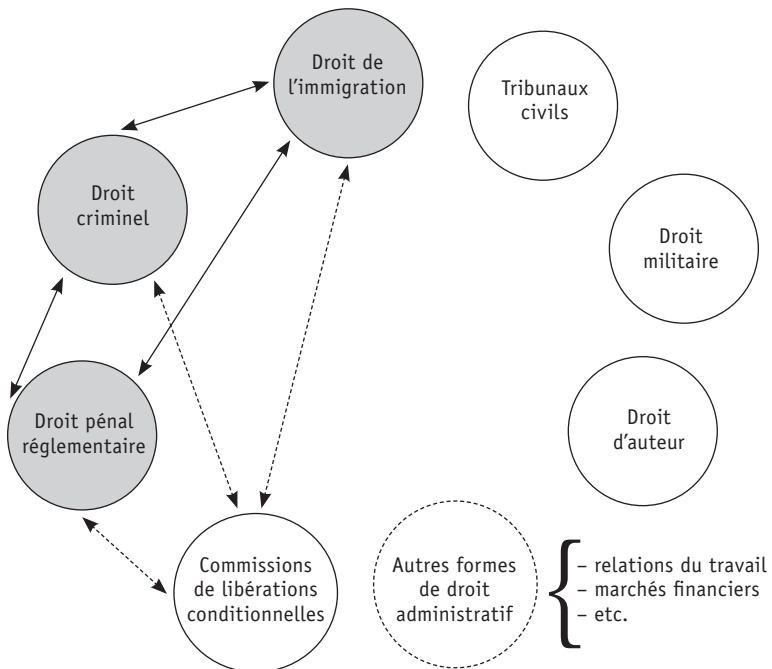 Droit de
l'immigration
Tribunaux
civils
Droit
criminel
Droit
militaire
Droit pénal
réglementaire
Droit
d'auteur
Commissions
de libérations
conditionnelles
Autres formes
de droit
administratif
– relations du travail
– marchés financiers
– etc.